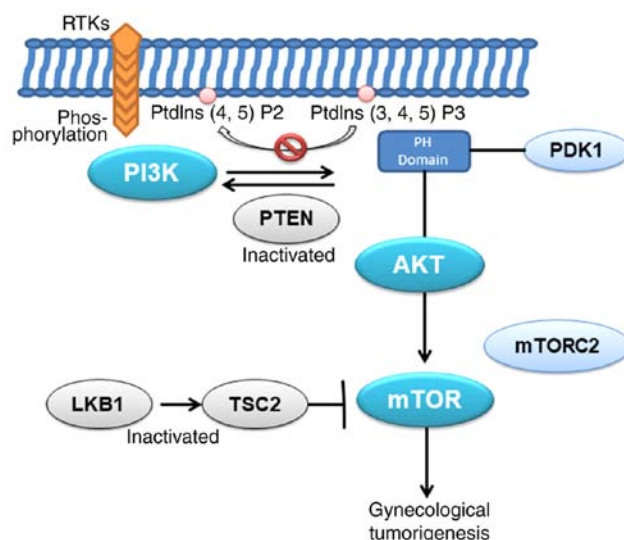 RTKs
Phos-
phorylation
PtdIns (4, 5) P2
PtdIns (3, 4, 5) P3
PI3K
PTEN
Inactivated
PH
Domain
PDK1
AKT
mTORC2
LKB1
TSC2
Inactivated
mTOR
Gynecological
tumorigenesis